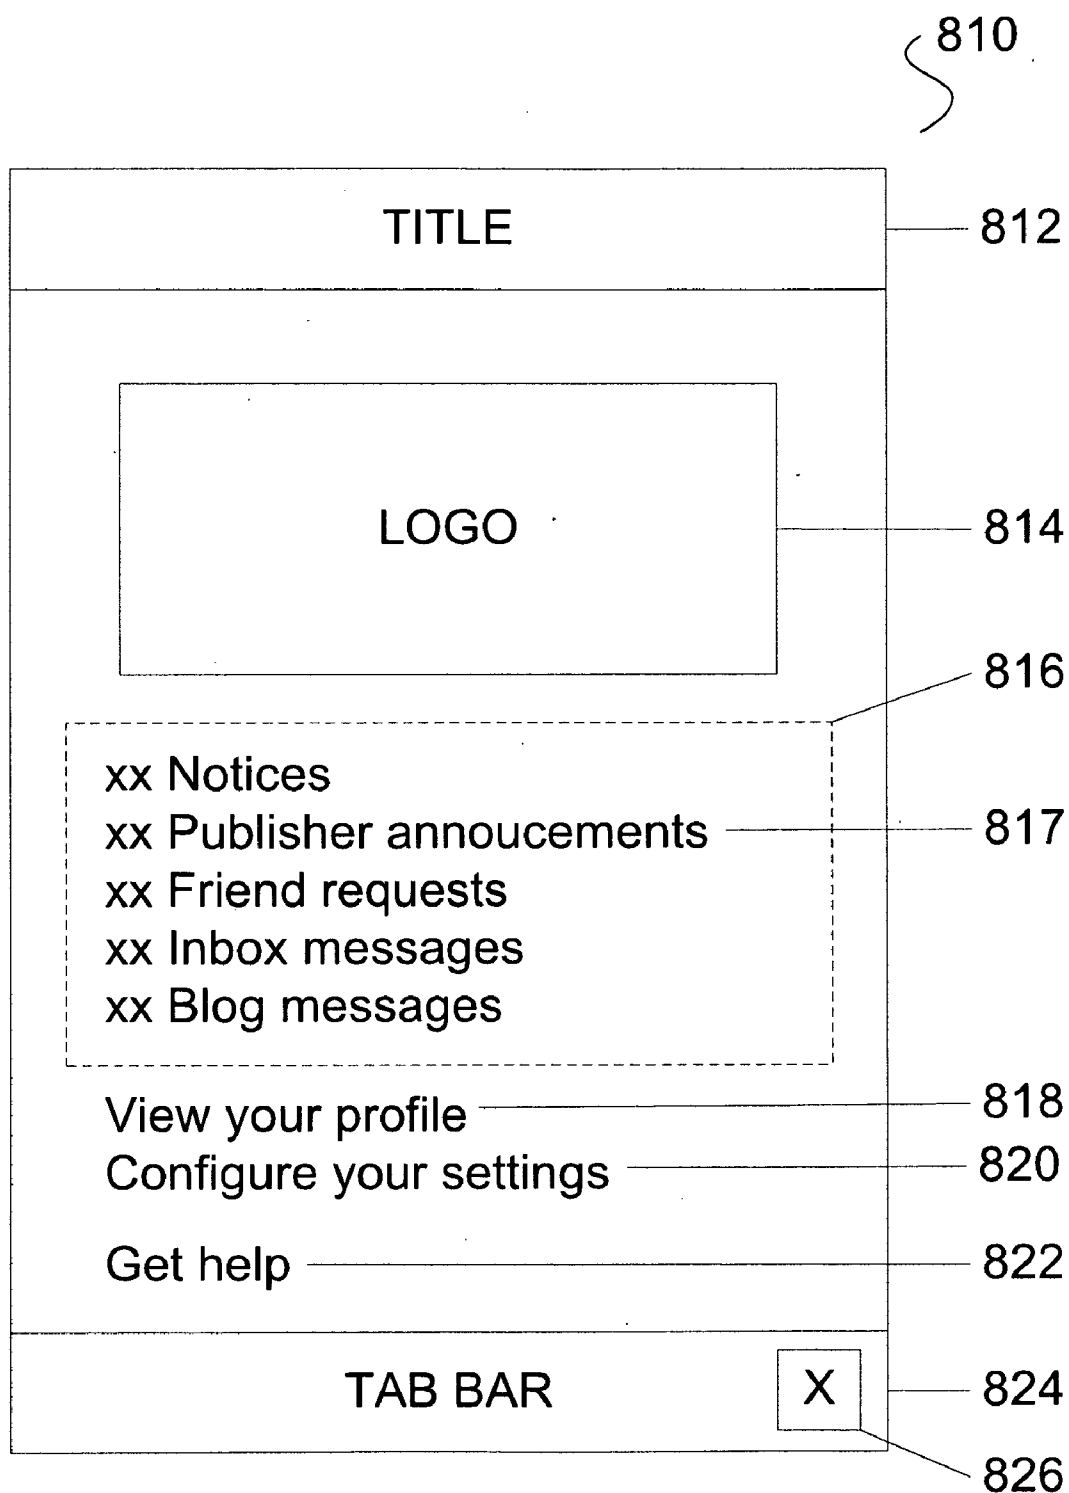 810
TITLE 812
LOGO 814
816
xx Notices
xx Publisher annoucements 817
xx Friend requests
xx Inbox messages
xx Blog messages
View your profile 818
Configure your settings 820
Get help 822
TAB BAR X 824
826